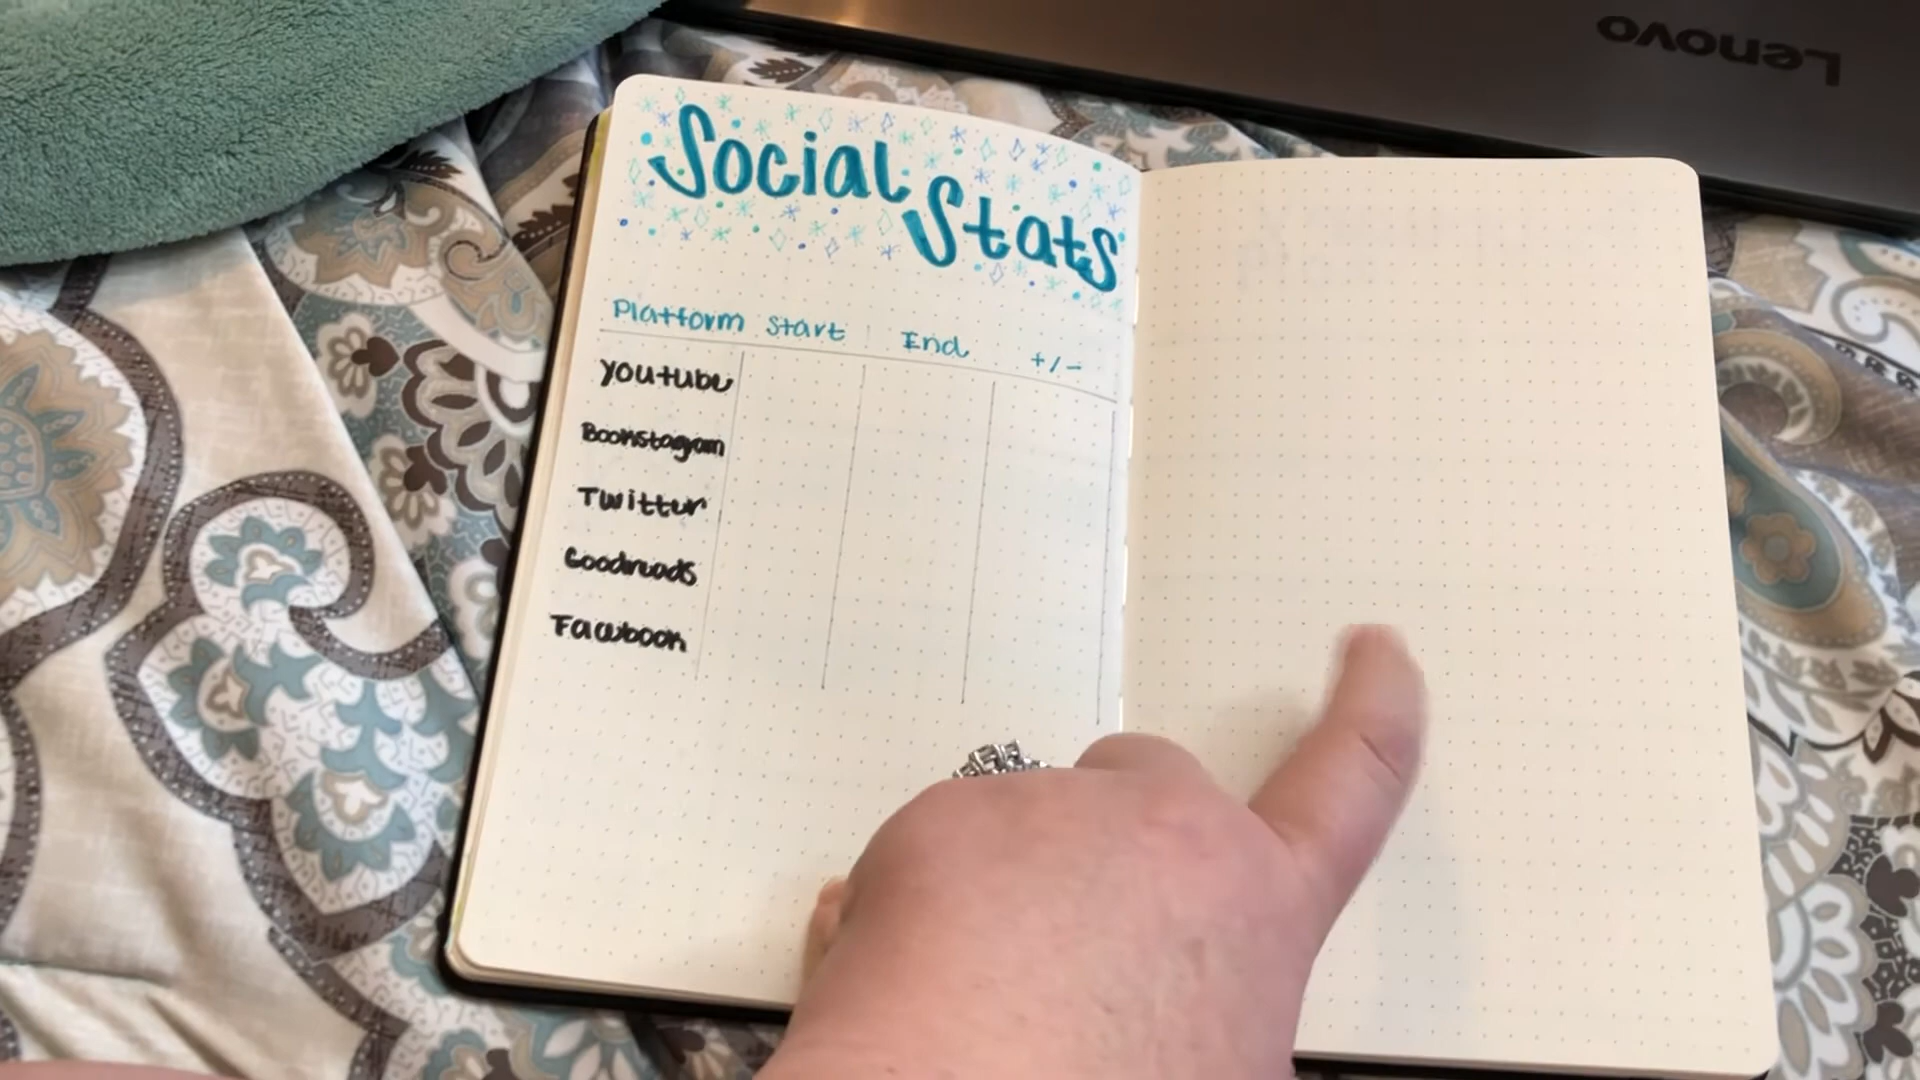 Lenovo
Social
Stats
Platform Start End +/-
Youtube
Bookstagram
Twitter
Goodreads
Facebook